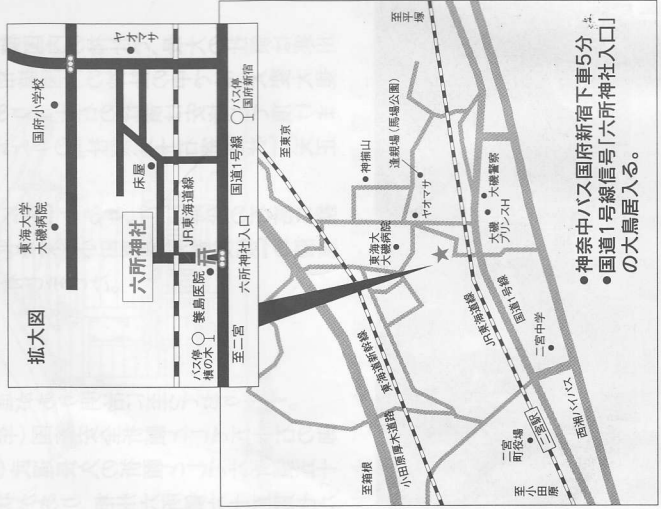 拡大図
東海大学
大磯病院
国府小学校
ヤオマサ
床屋
六所神社
JR東海道線
バス停
国府新宿
バス停
槙の木
簑島医院
国道1号線
至二宮
六所神社入口
至東京
至平塚
神揃山
逢親場(馬場公園)
ヤオマサ
東海大
大磯病院
大磯警察
大磯
プリンスH
東海道新幹線
小田原厚木道路
至箱根
JR東海道線
国道1号線
二宮中学
西湘バイパス
二宮駅
二宮
町役場
至小田原
●神奈中バス国府新宿下車5分
●国道1号線信号「六所神社入口」
の大鳥居入る。